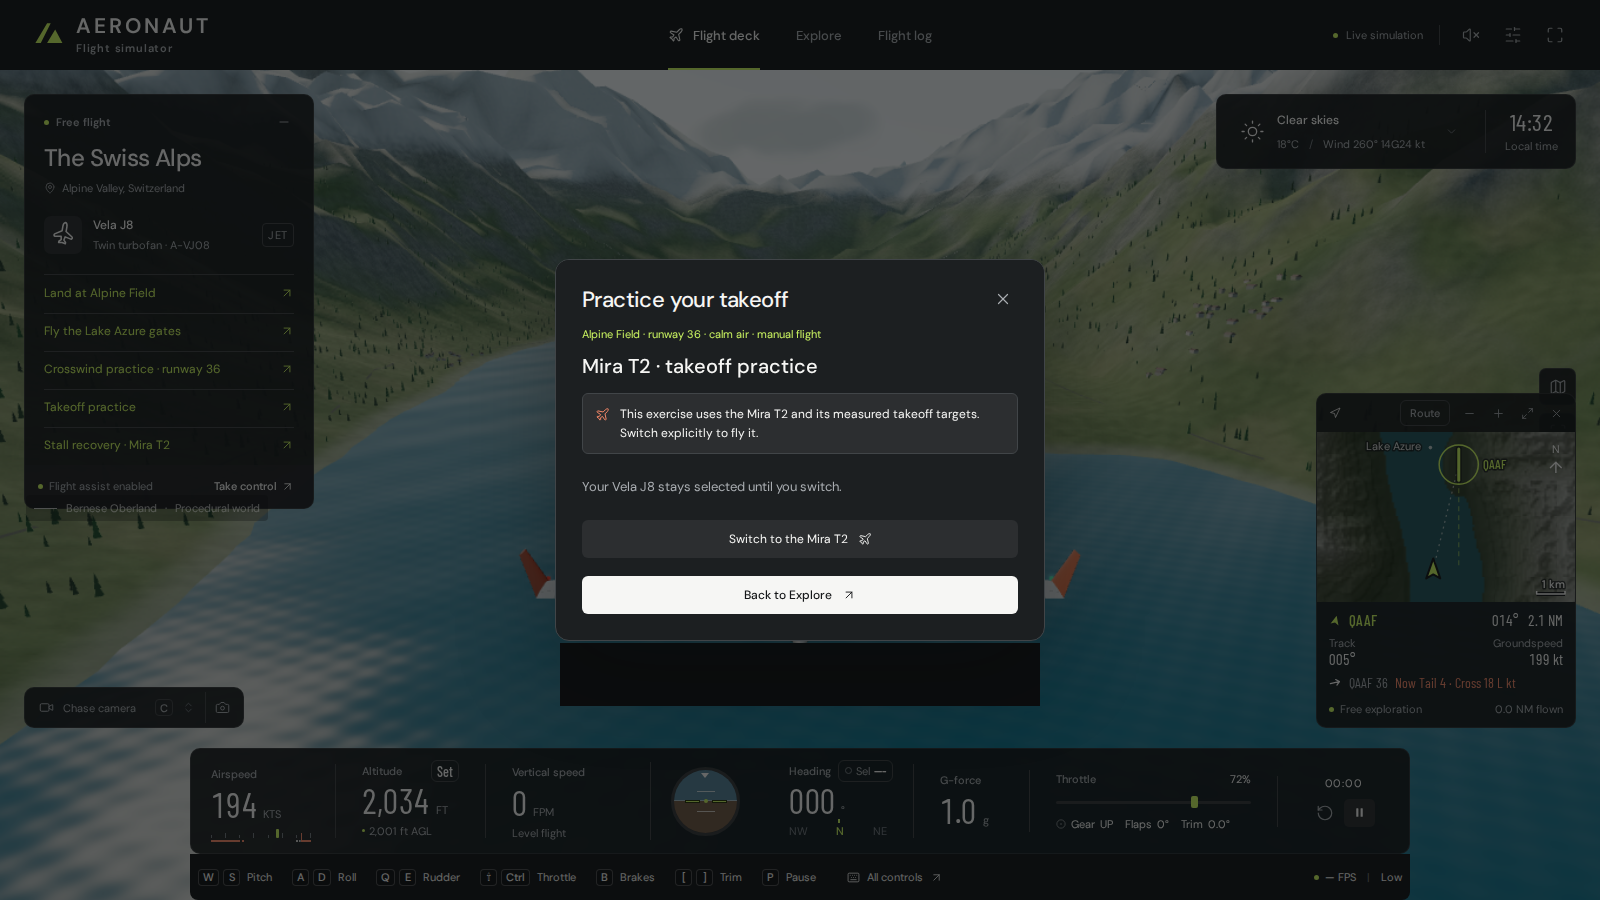 AERONAUT
Flight simulator
Flight deck
Explore
Flight log
Live simulation
Free flight
The Swiss Alps
Alpine Valley, Switzerland
Vela J8
Twin turbofan · A-VJ08
JET
Land at Alpine Field
Fly the Lake Azure gates
Crosswind practice · runway 36
Takeoff practice
Stall recovery · Mira T2
Flight assist enabled
Take control
Bernese Oberland · Procedural world
Clear skies
18°C / Wind 260° 14G24 kt
14:32
Local time
Practice your takeoff
Alpine Field · runway 36 · calm air · manual flight
Mira T2 · takeoff practice
This exercise uses the Mira T2 and its measured takeoff targets.
Switch explicitly to fly it.
Your Vela J8 stays selected until you switch.
Switch to the Mira T2
Back to Explore
Route
Lake Azure
QAAF
N
1 km
QAAF 014° 2.1 NM
Track Groundspeed
005° 199 kt
QAAF 36 Now Tail 4 · Cross 18 L kt
Free exploration 0.0 NM flown
Chase camera C
Airspeed
194 KTS
Altitude Set
2,034 FT
2,001 ft AGL
Vertical speed
0 FPM
Level flight
Heading Sel —
000 °
NW N NE
G-force
1.0 g
Throttle 72%
Gear UP Flaps 0° Trim 0.0°
00:00
W S Pitch A D Roll Q E Rudder ⇧ Ctrl Throttle B Brakes [ ] Trim P Pause All controls
— FPS | Low